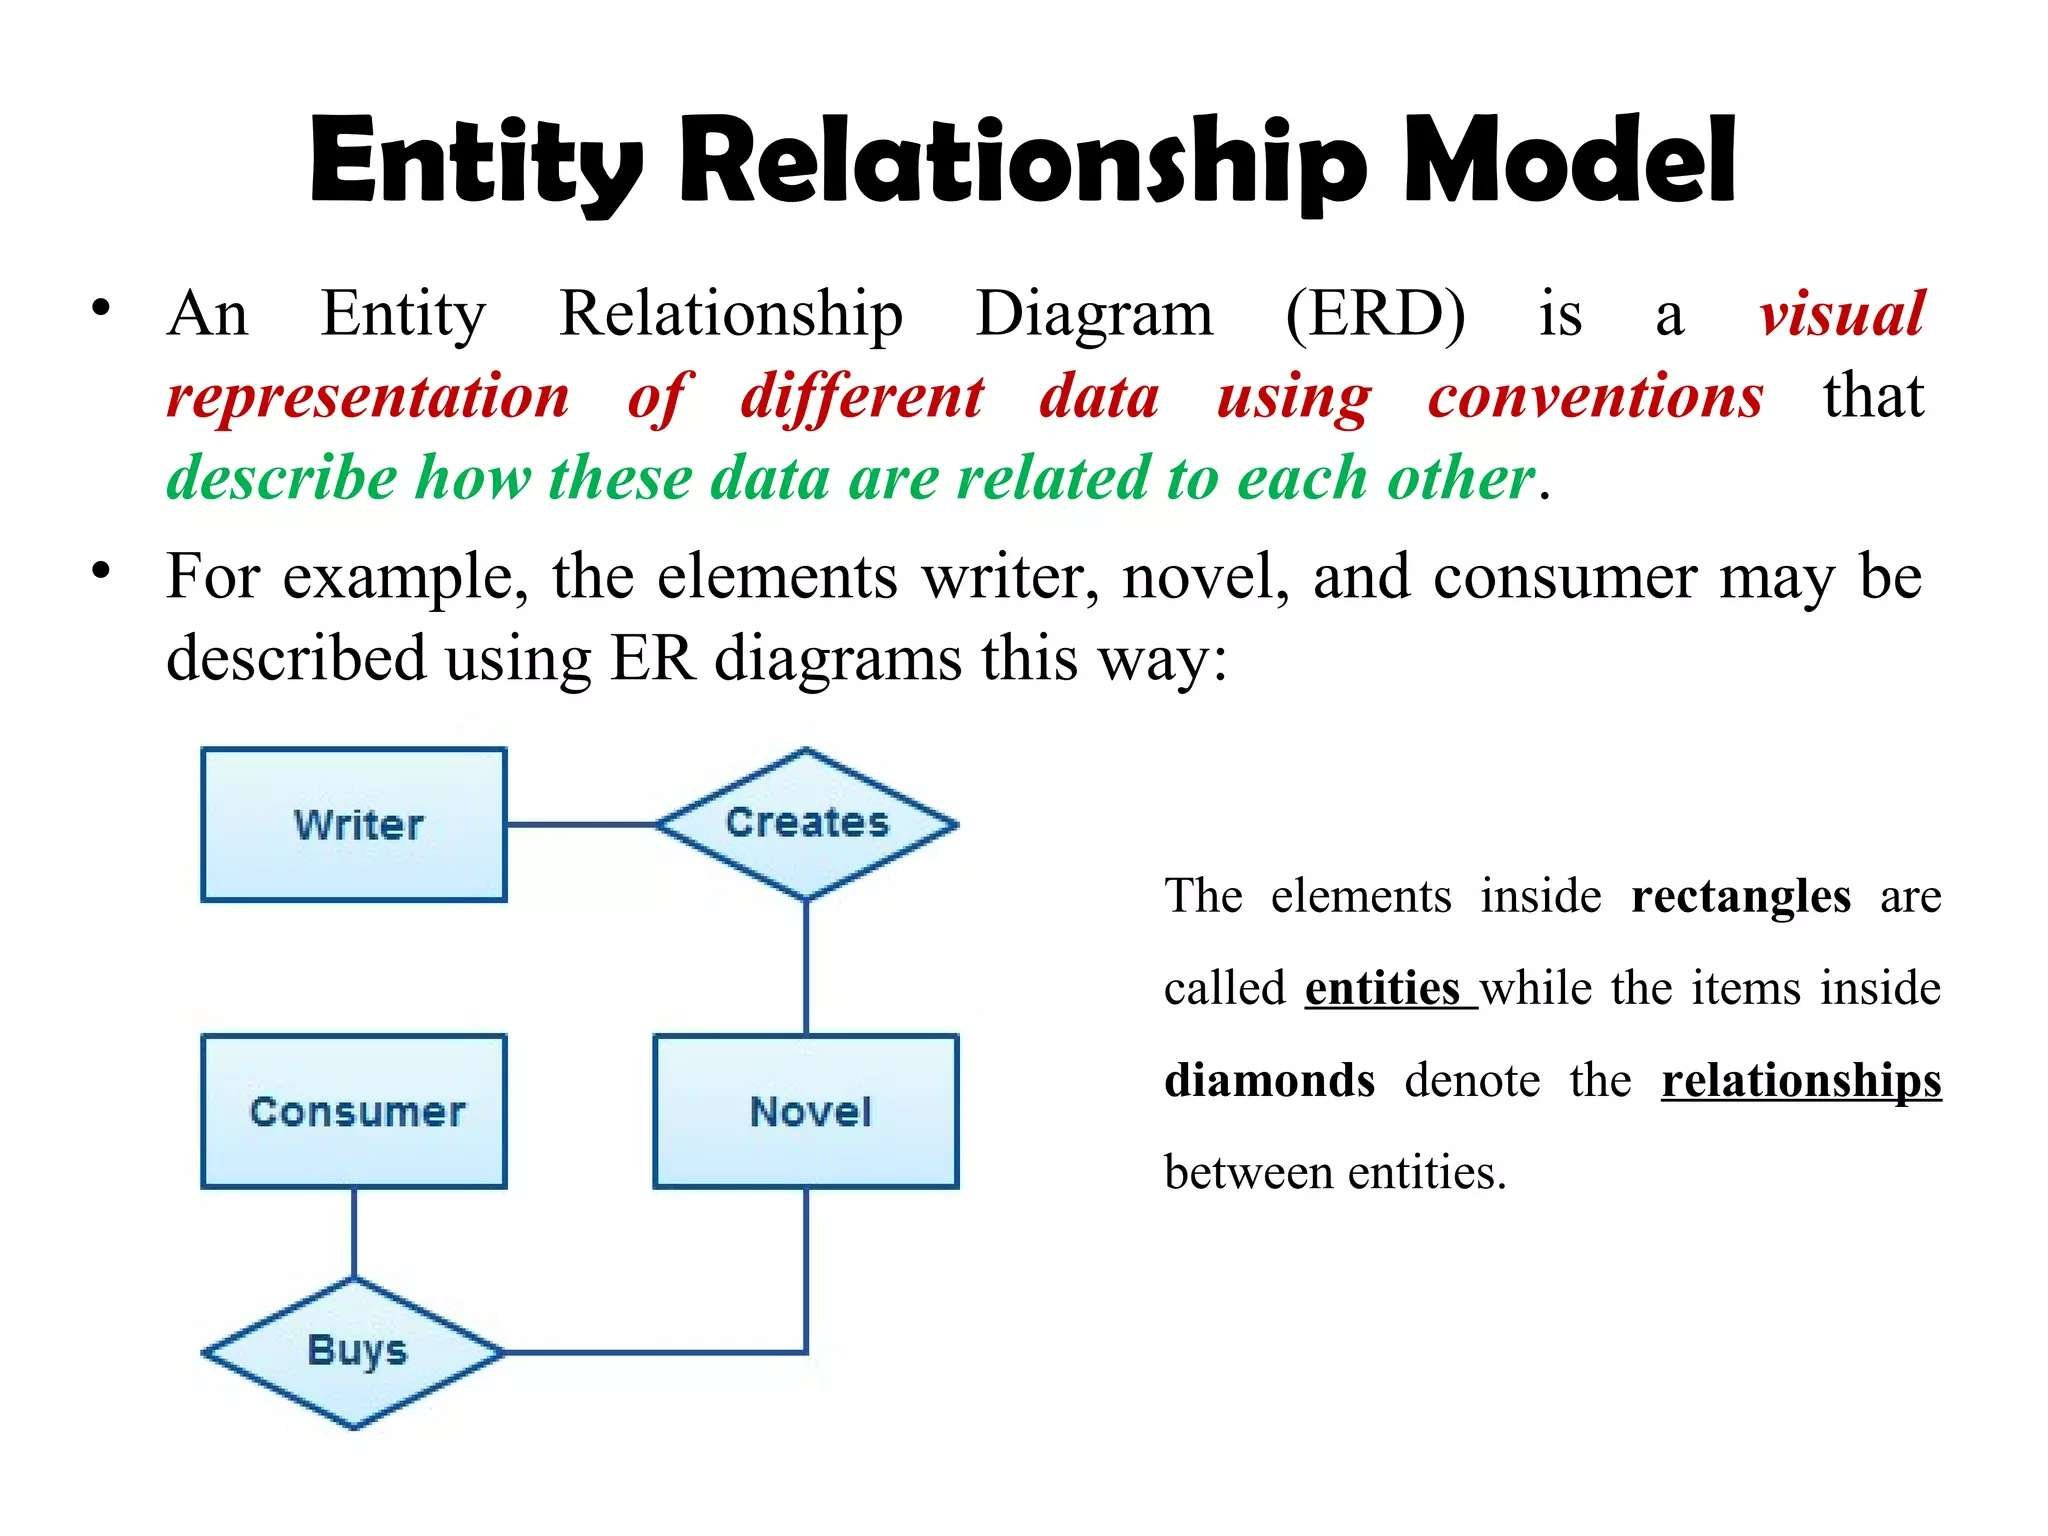 Entity Relationship Model
• An Entity Relationship Diagram (ERD) is a visual
representation of different data using conventions that
describe how these data are related to each other.
• For example, the elements writer, novel, and consumer may be
described using ER diagrams this way:
Writer
Creates
The elements inside rectangles are
called entities while the items inside
diamonds denote the relationships
between entities.
Consumer
Novel
Buys